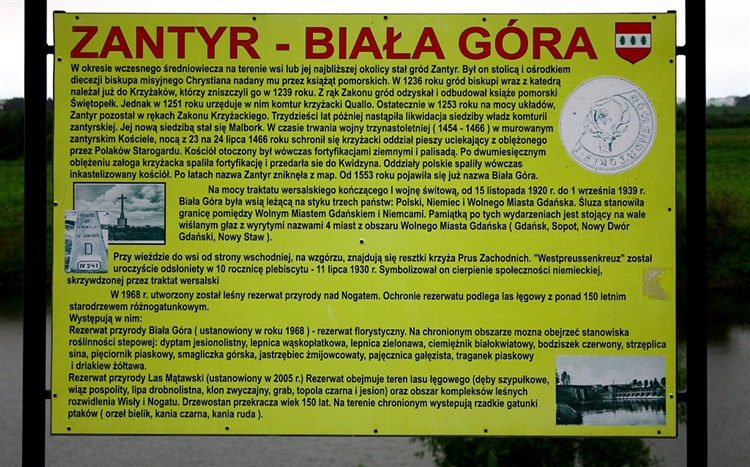 ZANTYR - BIAŁA GÓRA
W okresie wczesnego średniowiecza na terenie wsi lub jej najbliższej okolicy stał gród Zantyr. Był on stolicą i ośrodkiem
diecezji biskupa misyjnego Chrystiana nadany mu przez książąt pomorskich. W 1236 roku gród biskupi wraz z katedrą
należał już do Krzyżaków, którzy zniszczyli go w 1239 roku. Z rąk Zakonu gród odzyskał i odbudował książe pomorski
Świętopełk. Jednak w 1251 roku urzęduje w nim komtur krzyżacki Quallo. Ostatecznie w 1253 roku na mocy układów,
Zantyr pozostał w rękach Zakonu Krzyżackiego. Trzydzieści lat później nastąpiła likwidacja siedziby władz komturii
zantyrskiej. Jej nową siedzibą stał się Malbork. W czasie trwania wojny trzynastoletniej ( 1454 - 1466 ) w murowanym
zantyrskim Kościele, nocą z 23 na 24 lipca 1466 roku schronił się krzyżacki oddział pieszy uciekający z oblężonego
przez Polaków Starogardu. Kościół otoczony był wówczas fortyfikacjami ziemnymi i palisadą. Po dwumiesięcznym
oblężeniu załoga krzyżacka spaliła fortyfikację i przedarła sie do Kwidzyna. Oddziały polskie spaliły wówczas
inkastelizowany kościół. Po latach nazwa Zantyr zniknęła z map. Od 1553 roku pojawiła się już nazwa Biała Góra.
Na mocy traktatu wersalskiego kończącego I wojnę świtową, od 15 listopada 1920 r. do 1 września 1939 r.
Biała Góra była wsią leżącą na styku trzech państw: Polski, Niemiec i Wolnego Miasta Gdańska. Śluza stanowiła
granicę pomiędzy Wolnym Miastem Gdańskiem i Niemcami. Pamiątką po tych wydarzeniach jest stojący na wale
wiślanym głaz z wyrytymi nazwami 4 miast z obszaru Wolnego Miasta Gdańska ( Gdańsk, Sopot, Nowy Dwór
Gdański, Nowy Staw ).
D
IV 241
Przy wieździe do wsi od strony wschodniej, na wzgórzu, znajdują się resztki krzyża Prus Zachodnich. "Westpreussenkreuz" został
uroczyście odsłoniety w 10 rocznicę plebiscytu - 11 lipca 1930 r. Symbolizował on cierpienie społeczności niemieckiej,
skrzywdzonej przez traktat wersalski
W 1968 r. utworzony został leśny rezerwat przyrody nad Nogatem. Ochronie rezerwatu podlega las łęgowy z ponad 150 letnim
starodrzewem różnogatunkowym.
Występują w nim:
Rezerwat przyrody Biała Góra ( ustanowiony w roku 1968 ) - rezerwat florystyczny. Na chronionym obszarze mozna obejrzeć stanowiska
roślinności stepowej: dyptam jesionolistny, lepnica wąskopłatkowa, lepnica zielonawa, ciemiężnik białokwiatowy, bodziszek czerwony, strzęplica
sina, pięciornik piaskowy, smagliczka górska, jastrzębiec żmijowcowaty, pajęcznica gałęzista, traganek piaskowy
i driakiew żółtawa.
Rezerwat przyrody Las Mątawski (ustanowiony w 2005 r.) Rezerwat obejmuje teren lasu łęgowego (dęby szypułkowe,
wiąz pospolity, lipa drobnolistna, klon zwyczajny, grab, topola czarna i jesion) oraz obszar kompleksów leśnych
rozwidlenia Wisły i Nogatu. Drzewostan przekracza wiek 150 lat. Na terenie chronionym wystepują rzadkie gatunki
ptaków ( orzeł bielik, kania czarna, kania ruda ).